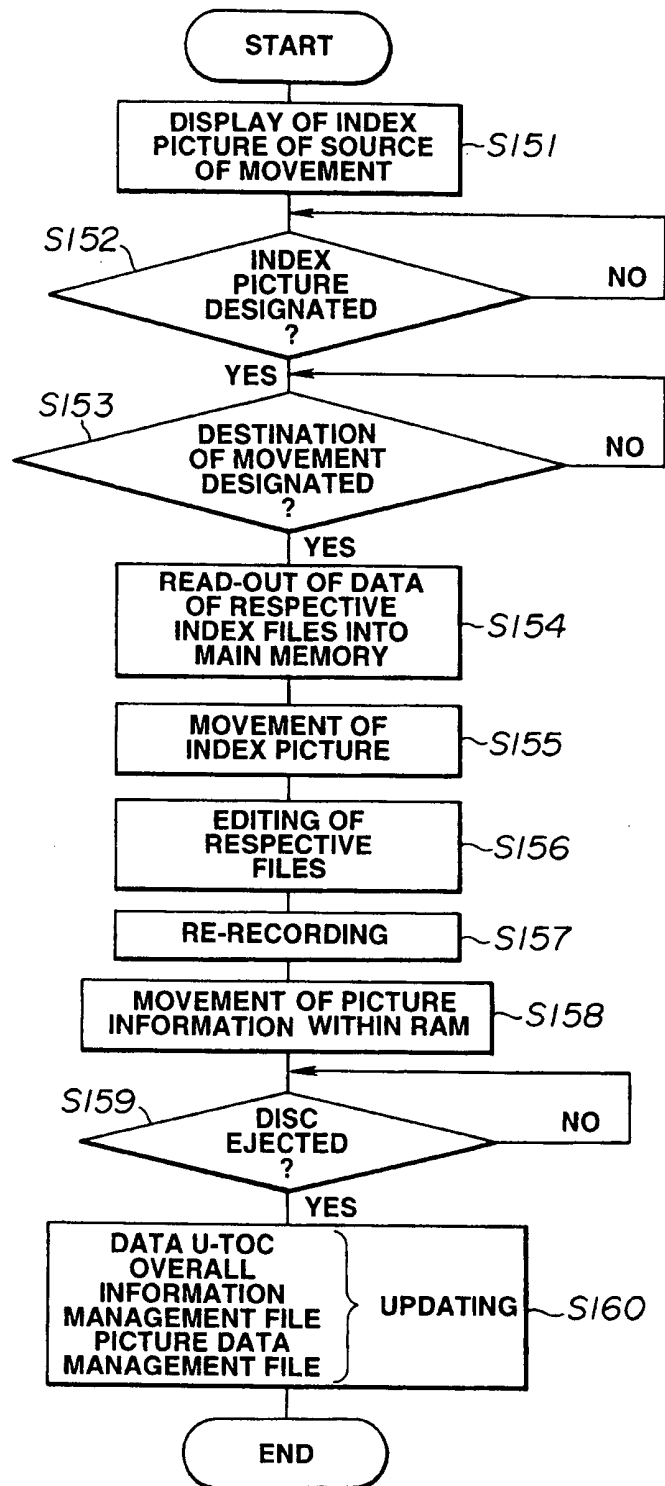 START
DISPLAY OF INDEX
PICTURE OF SOURCE
OF MOVEMENT
S151
S152
INDEX
PICTURE
DESIGNATED
?
NO
YES
S153
DESTINATION
OF MOVEMENT
DESIGNATED
?
NO
YES
READ-OUT OF DATA
OF RESPECTIVE
INDEX FILES INTO
MAIN MEMORY
S154
MOVEMENT OF
INDEX PICTURE
S155
EDITING OF
RESPECTIVE
FILES
S156
RE-RECORDING
S157
MOVEMENT OF PICTURE
INFORMATION WITHIN RAM
S158
S159
DISC
EJECTED
?
NO
YES
DATA U-TOC
OVERALL
INFORMATION
MANAGEMENT FILE
PICTURE DATA
MANAGEMENT FILE
UPDATING
S160
END